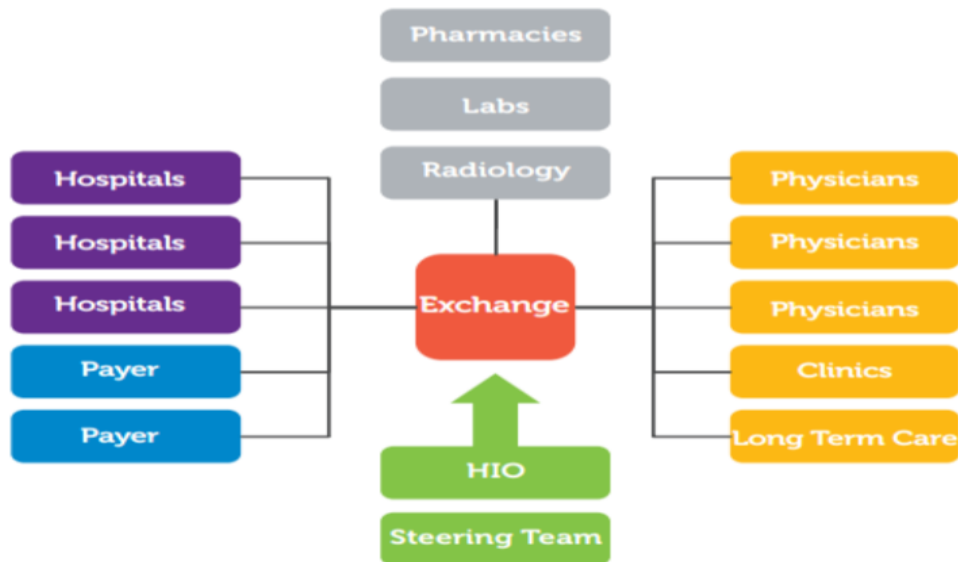 Pharmacies
Labs
Radiology
Hospitals
Hospitals
Hospitals
Payer
Payer
Exchange
Physicians
Physicians
Physicians
Clinics
Long Term Care
HIO
Steering Team